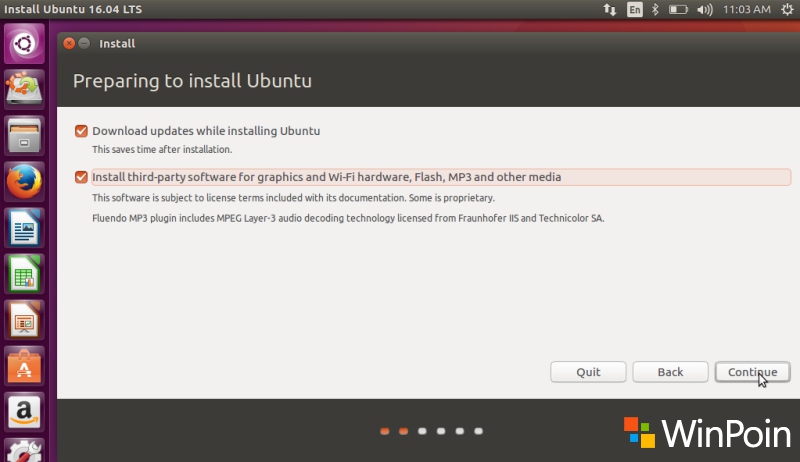 Install Ubuntu 16.04 LTS
En
11:03 AM
Install
Preparing to install Ubuntu
Download updates while installing Ubuntu
This saves time after installation.
Install third-party software for graphics and Wi-Fi hardware, Flash, MP3 and other media
This software is subject to license terms included with its documentation. Some is proprietary.
Fluendo MP3 plugin includes MPEG Layer-3 audio decoding technology licensed from Fraunhofer IIS and Technicolor SA.
Quit
Back
Continue
a
WinPoin